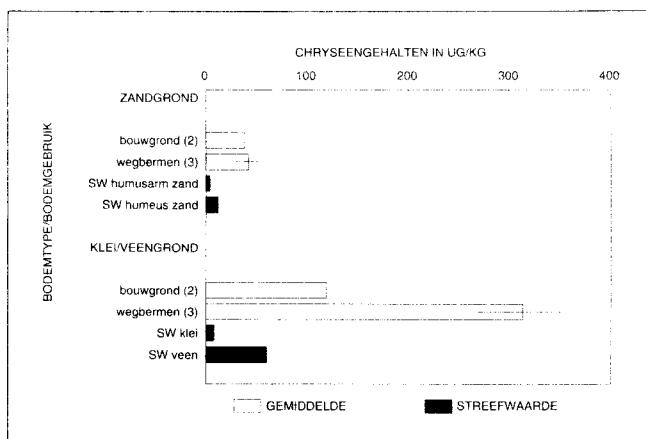 CHRYSEENGEHALTEN IN UG/KG
0 100 200 300 400
BODEMTYPE/BODEMGEBRUIK
ZANDGROND
bouwgrond (2)
wegbermen (3)
SW humusarm zand
SW humeus zand
KLEI/VEENGROND
bouwgrond (2)
wegbermen (3)
SW klei
SW veen
GEMIDDELDE STREEFWAARDE